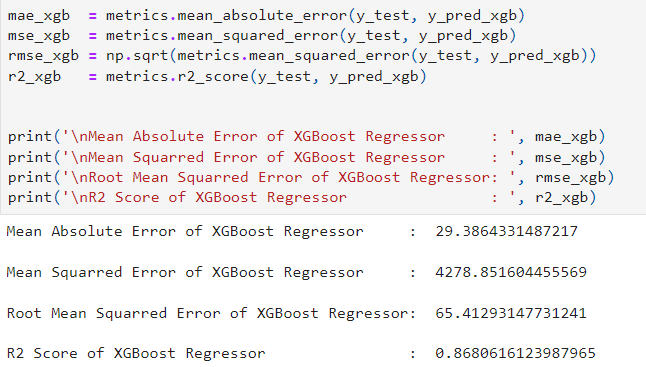 mae_xgb  = metrics.mean_absolute_error(y_test, y_pred_xgb)
mse_xgb  = metrics.mean_squared_error(y_test, y_pred_xgb)
rmse_xgb = np.sqrt(metrics.mean_squared_error(y_test, y_pred_xgb))
r2_xgb   = metrics.r2_score(y_test, y_pred_xgb)
print('\nMean Absolute Error of XGBoost Regressor     : ', mae_xgb)
print('\nMean Squarred Error of XGBoost Regressor     : ', mse_xgb)
print('\nRoot Mean Squarred Error of XGBoost Regressor: ', rmse_xgb)
print('\nR2 Score of XGBoost Regressor                : ', r2_xgb)
Mean Absolute Error of XGBoost Regressor     :  29.3864331487217
Mean Squarred Error of XGBoost Regressor     :  4278.851604455569
Root Mean Squarred Error of XGBoost Regressor:  65.41293147731241
R2 Score of XGBoost Regressor                :  0.8680616123987965